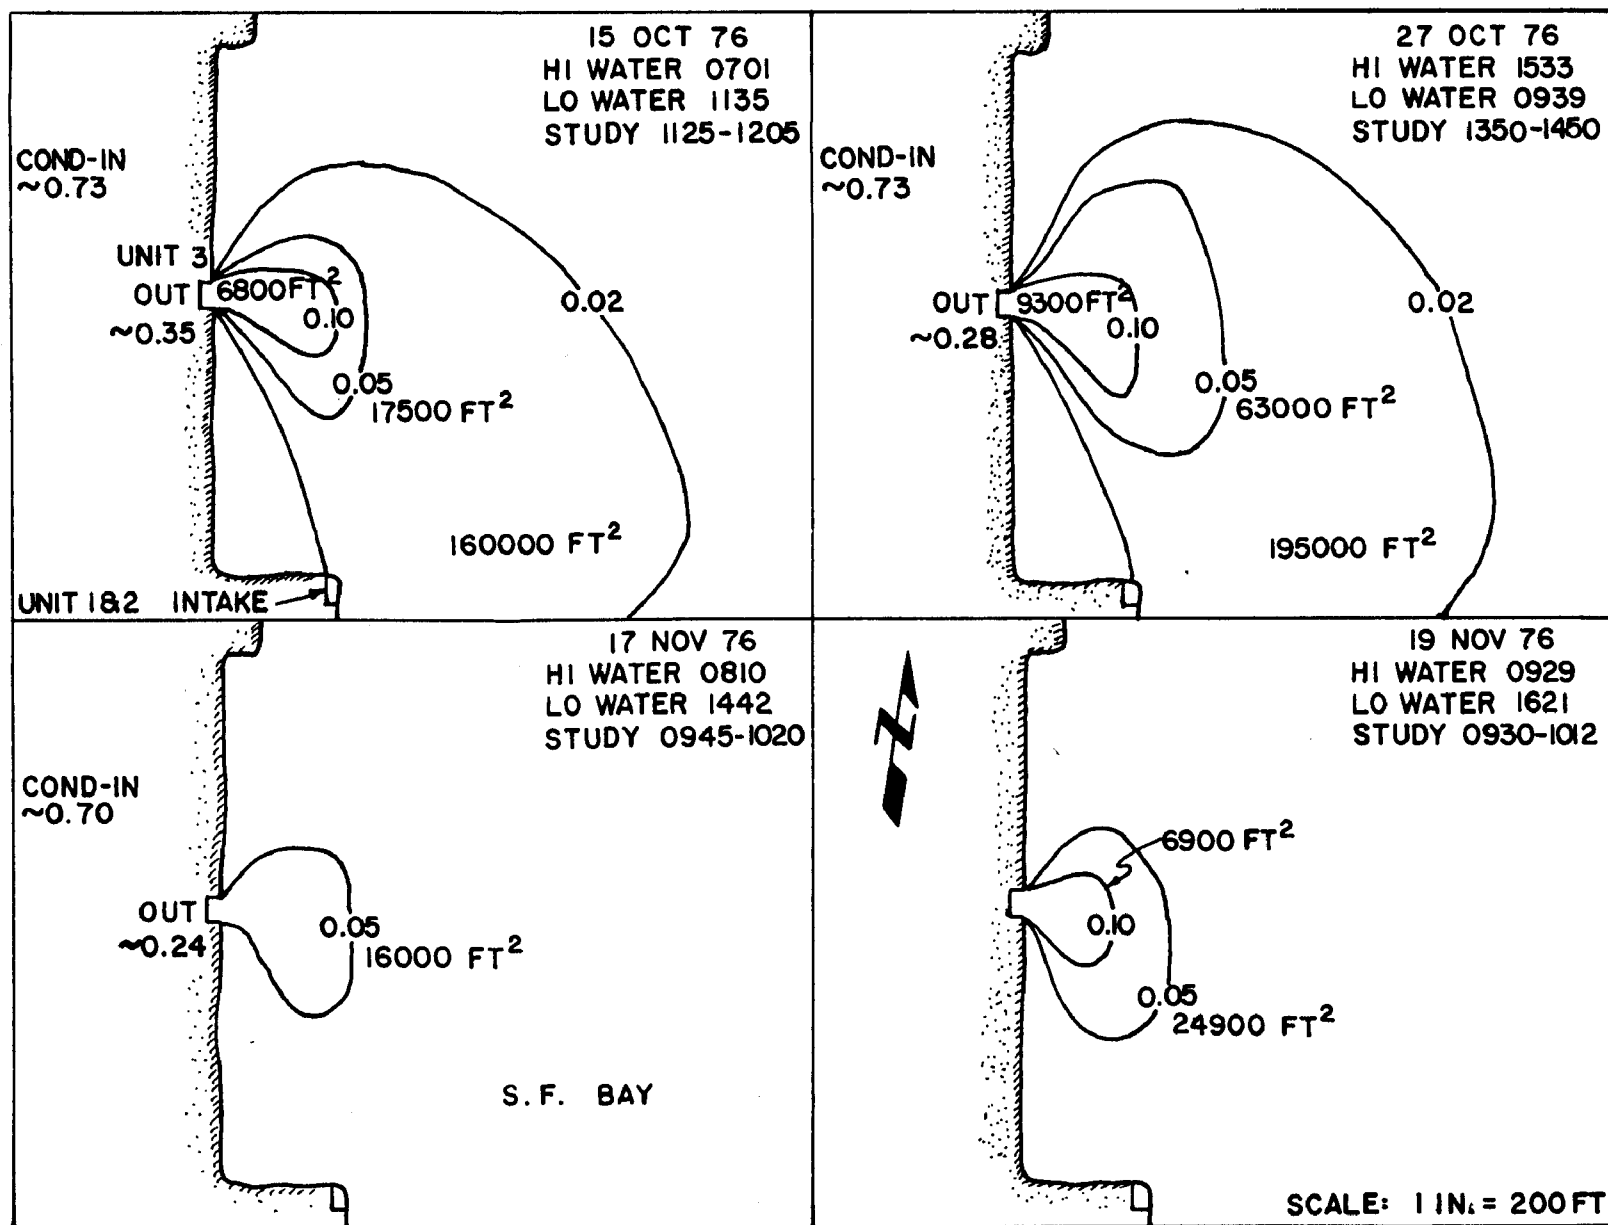 15 OCT 76
HI WATER 0701
LO WATER 1135
STUDY 1125-1205
COND-IN
~0.73
UNIT 3
OUT
~0.35
6800 FT²
0.10
0.05
17500 FT²
0.02
160000 FT²
UNIT 1&2 INTAKE
27 OCT 76
HI WATER 1533
LO WATER 0939
STUDY 1350-1450
COND-IN
~0.73
OUT
~0.28
9300 FT²
0.10
0.05
63000 FT²
0.02
195000 FT²
17 NOV 76
HI WATER 0810
LO WATER 1442
STUDY 0945-1020
COND-IN
~0.70
OUT
~0.24
0.05
16000 FT²
S.F. BAY
N
19 NOV 76
HI WATER 0929
LO WATER 1621
STUDY 0930-1012
6900 FT²
0.10
0.05
24900 FT²
SCALE: 1 IN. = 200 FT